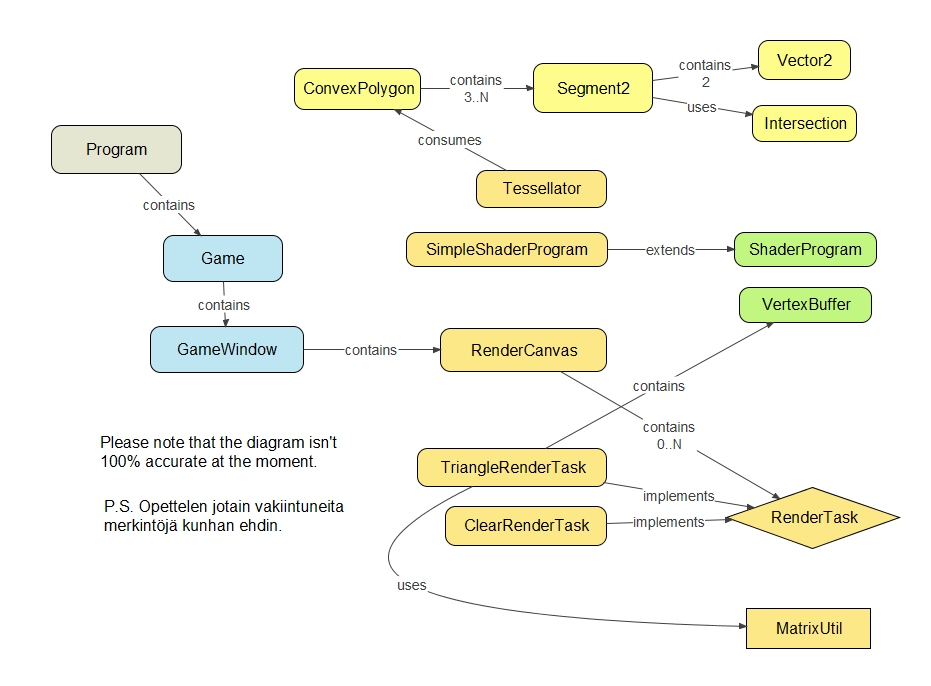 Vector2
contains
2
ConvexPolygon
contains
3..N
Segment2
uses
Intersection
consumes
Program
Tessellator
contains
SimpleShaderProgram
extends
ShaderProgram
Game
contains
VertexBuffer
GameWindow
contains
RenderCanvas
contains
contains
0..N
Please note that the diagram isn't
100% accurate at the moment.
TriangleRenderTask
implements
P.S. Opettelen jotain vakiintuneita
merkintöjä kunhan ehdin.
ClearRenderTask
implements
RenderTask
uses
MatrixUtil